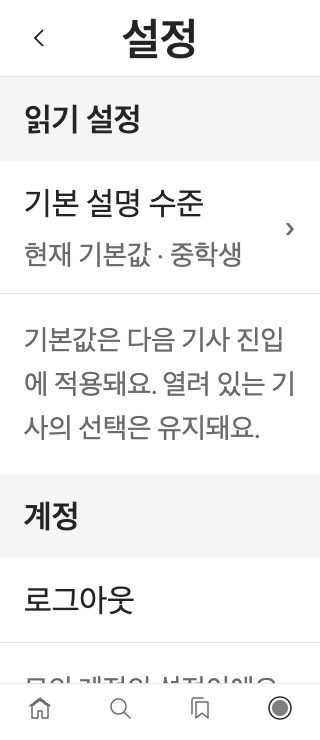 설정
읽기 설정
기본 설명 수준
현재 기본값 · 중학생
기본값은 다음 기사 진입
에 적용돼요. 열려 있는 기
사의 선택은 유지돼요.
계정
로그아웃